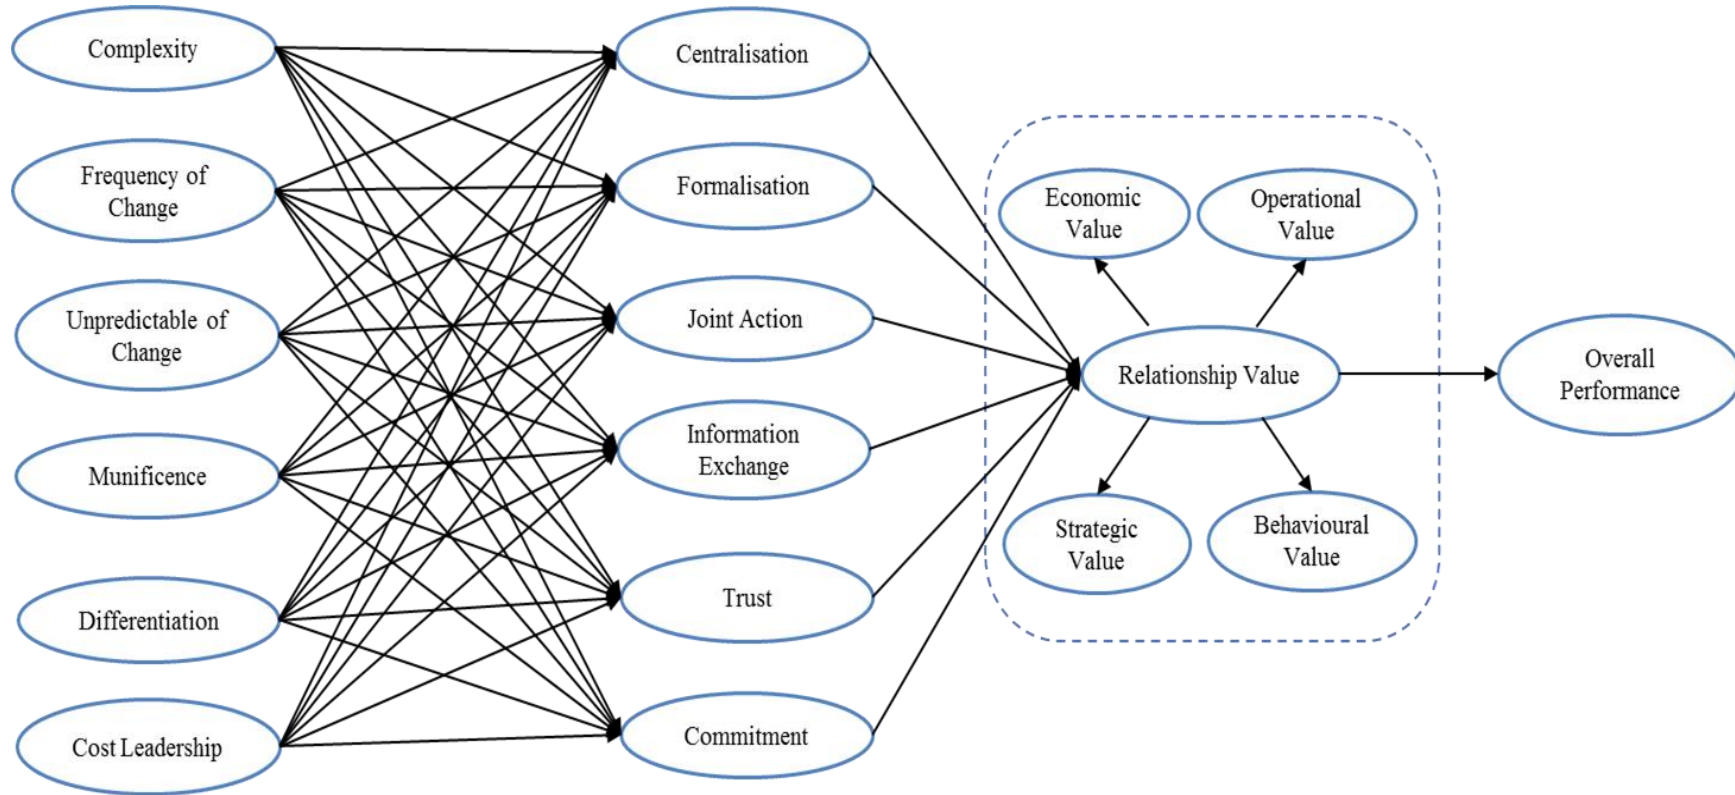 Complexity
Frequency of
Change
Unpredictable of
Change
Munificence
Differentiation
Cost Leadership
Centralisation
Formalisation
Joint Action
Information
Exchange
Trust
Commitment
Economic
Value
Operational
Value
Relationship Value
Strategic
Value
Behavioural
Value
Overall
Performance